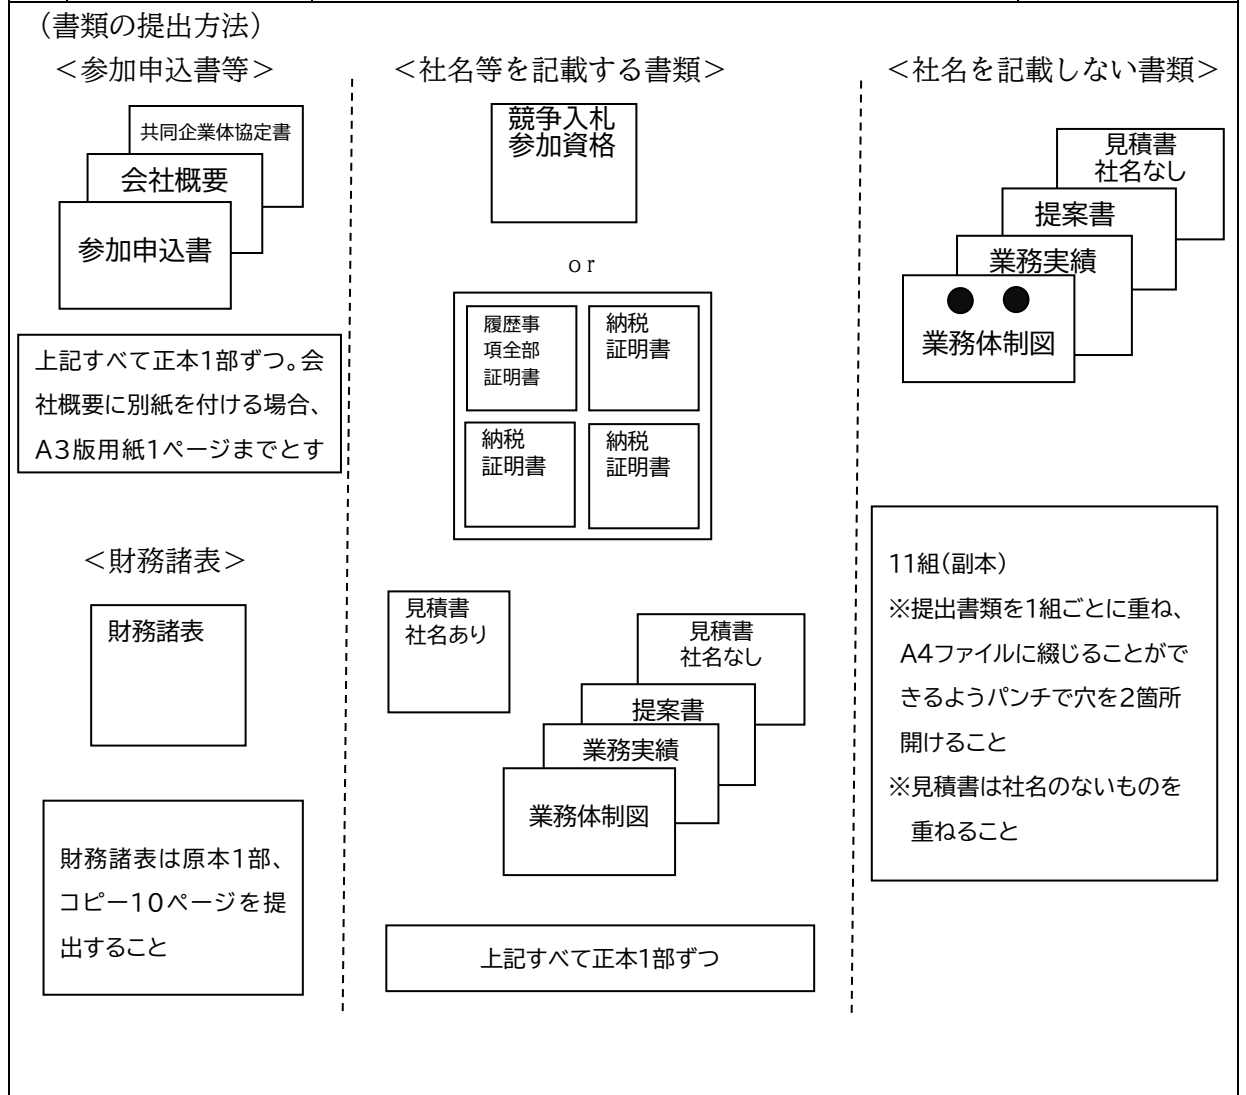 （書類の提出方法）
＜参加申込書等＞
共同企業体協定書
会社概要
参加申込書
上記すべて正本1部ずつ。会
社概要に別紙を付ける場合、
A3版用紙1ページまでとす
＜財務諸表＞
財務諸表
財務諸表は原本1部、
コピー10ページを提
出すること
＜社名等を記載する書類＞
競争入札
参加資格
or
履歴事
項全部
証明書
納税
証明書
納税
証明書
納税
証明書
見積書
社名あり
見積書
社名なし
提案書
業務実績
業務体制図
上記すべて正本1部ずつ
＜社名を記載しない書類＞
見積書
社名なし
提案書
業務実績
業務体制図
11組（副本）
※提出書類を1組ごとに重ね、
A4ファイルに綴じることがで
きるようパンチで穴を2箇所
開けること
※見積書は社名のないものを
重ねること